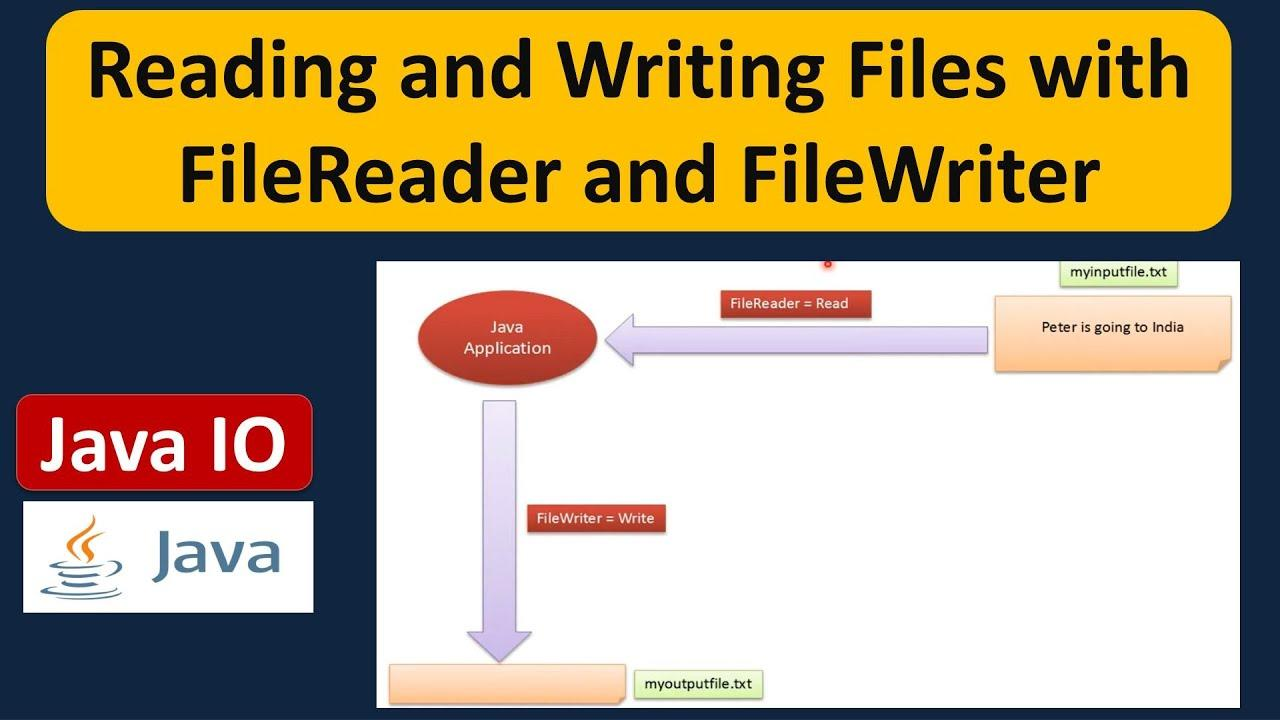 Reading and Writing Files with
FileReader and FileWriter
myinputfile.txt
FileReader = Read
Java
Application
Peter is going to India
Java IO
FileWriter = Write
Java
myoutputfile.txt